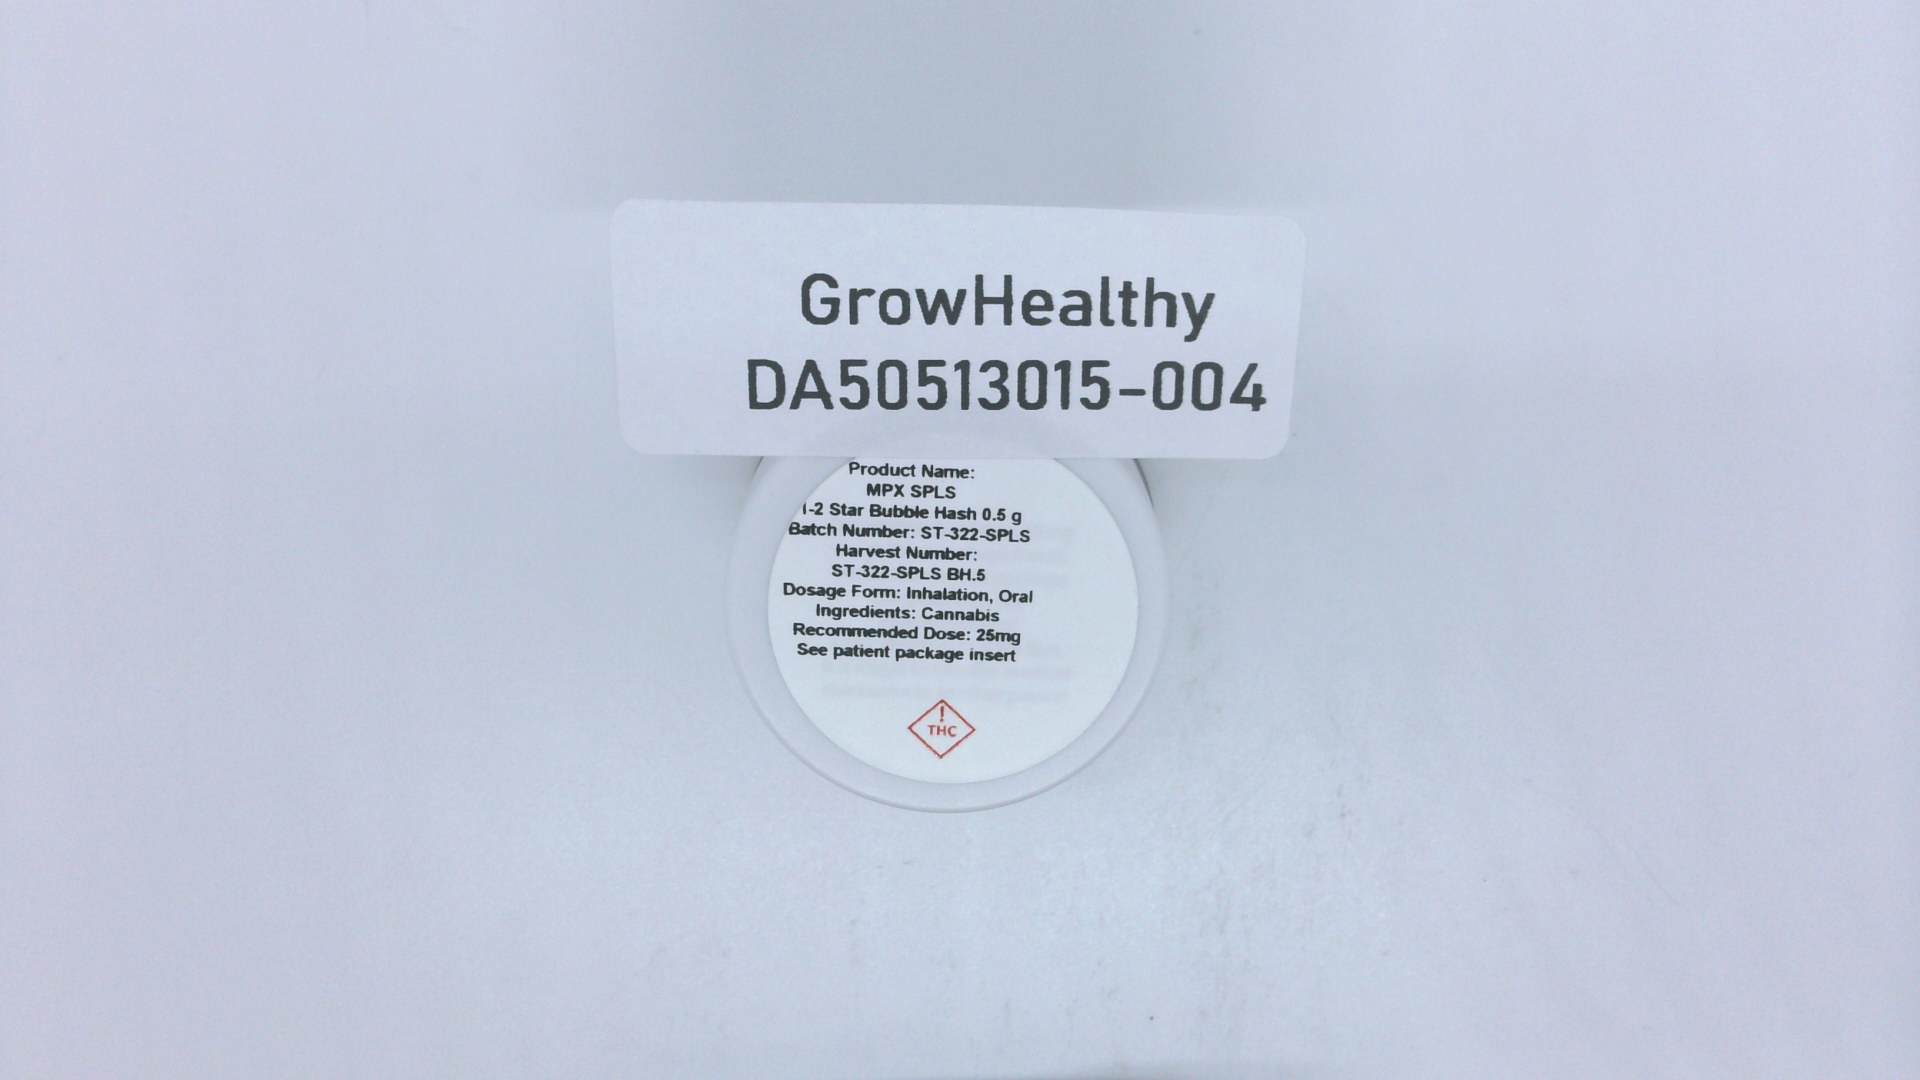 GrowHealthy
DA50513015-004
Product Name:
MPX SPLS
1-2 Star Bubble Hash 0.5 g
Batch Number: ST-322-SPLS
Harvest Number:
ST-322-SPLS BH.5
Dosage Form: Inhalation, Oral
Ingredients: Cannabis
Recommended Dose: 25mg
See patient package insert
!
THC